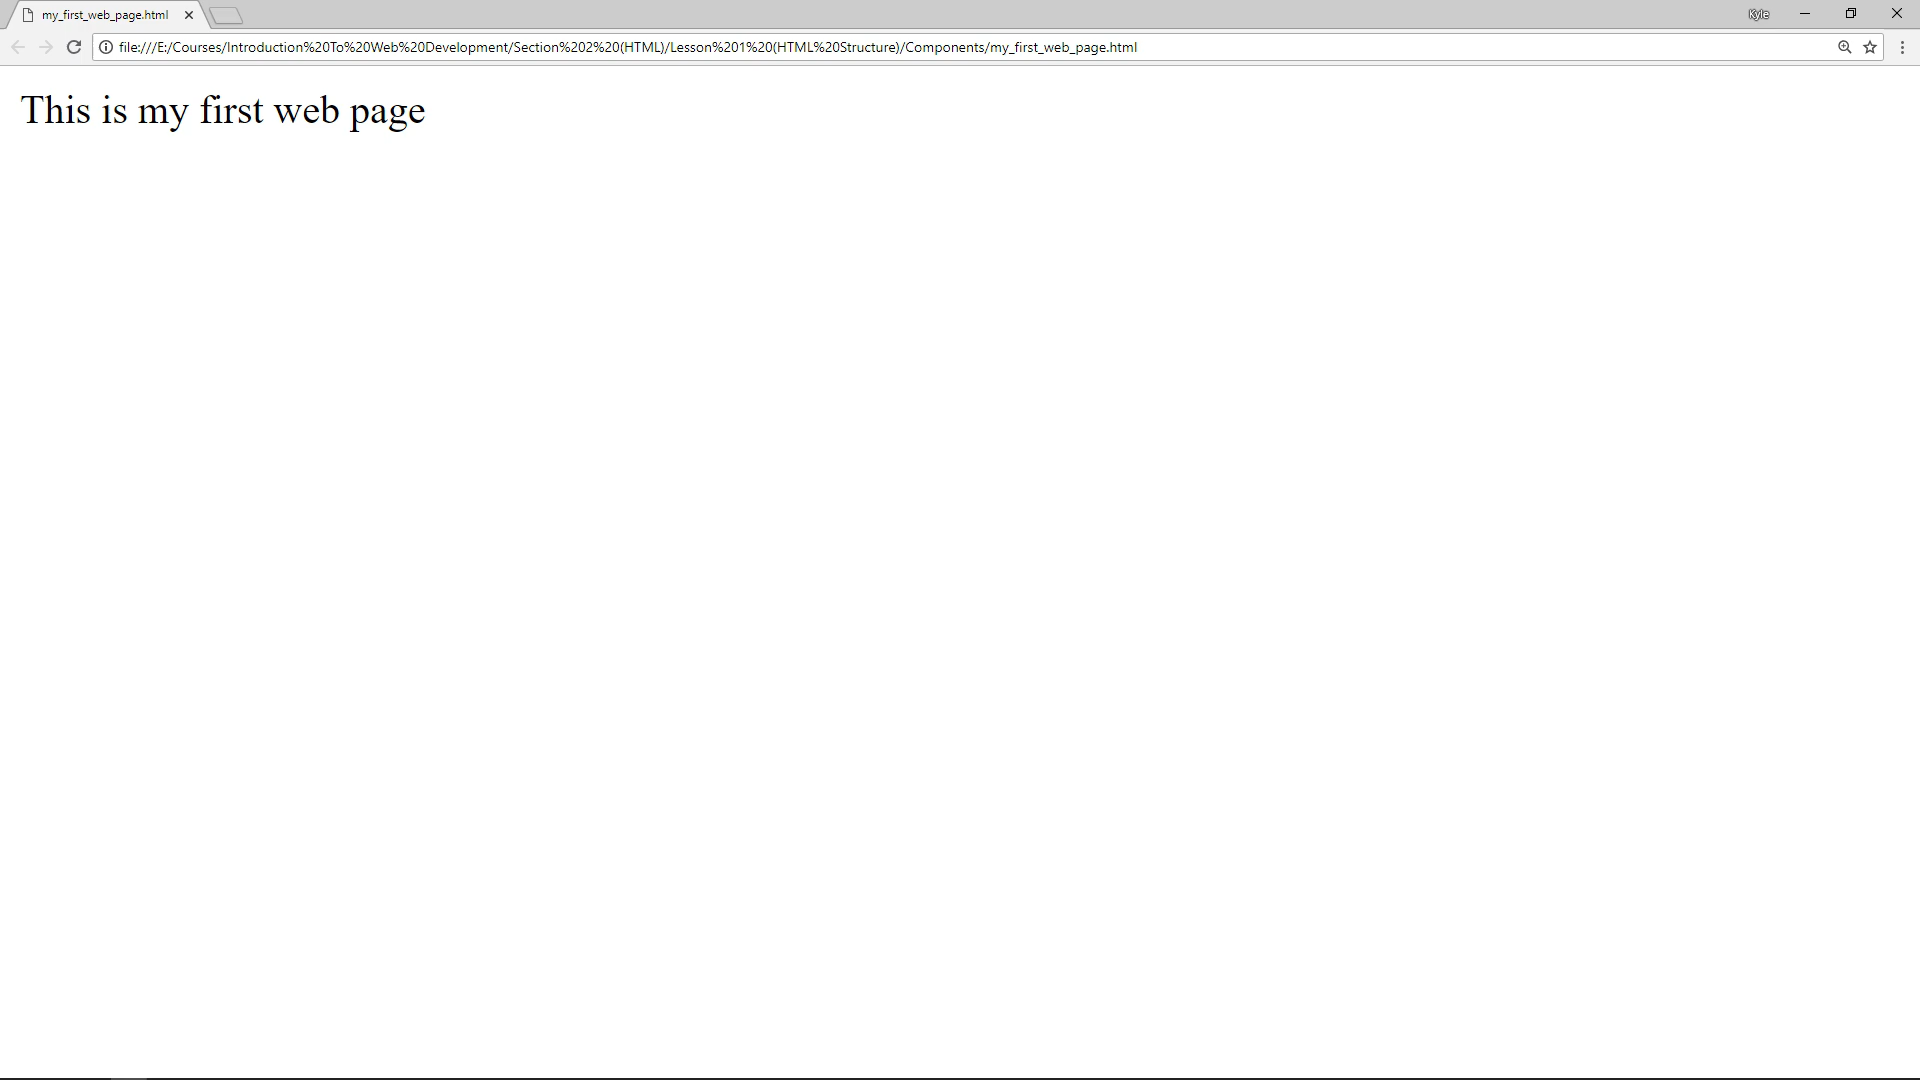 my_first_web_page.html
Kyle
file:///E:/Courses/Introduction%20To%20Web%20Development/Section%202%20(HTML)/Lesson%201%20(HTML%20Structure)/Components/my_first_web_page.html
This is my first web page